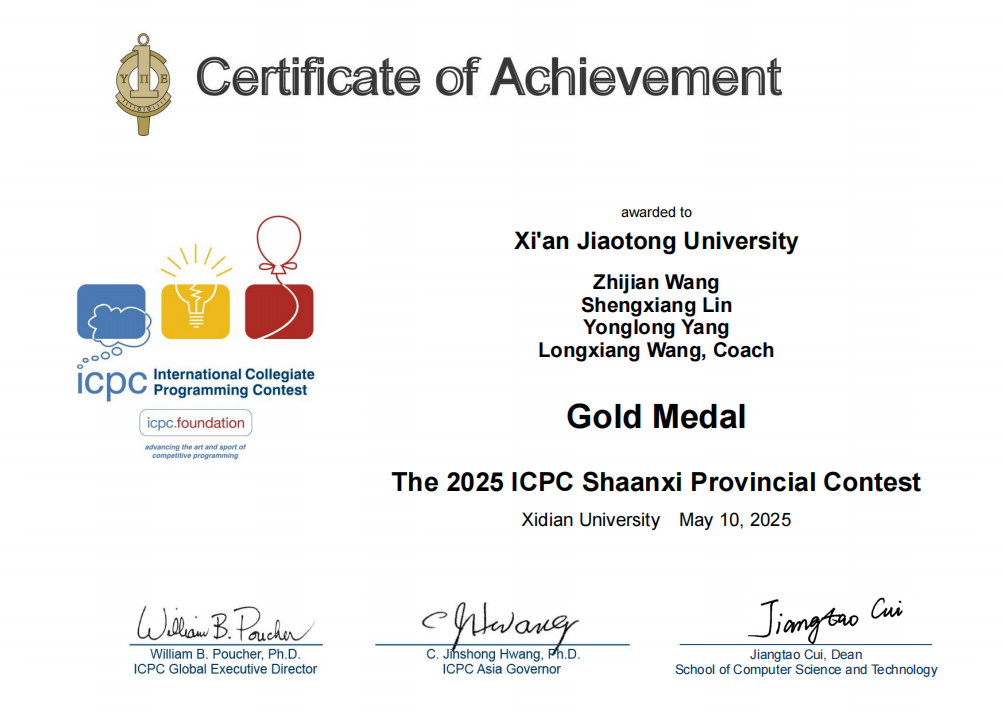 Certificate of Achievement
Υ Π Ε
awarded to
Xi'an Jiaotong University
Zhijian Wang
Shengxiang Lin
Yonglong Yang
Longxiang Wang, Coach
Gold Medal
The 2025 ICPC Shaanxi Provincial Contest
Xidian University May 10, 2025
icpc International Collegiate
Programming Contest
icpc.foundation
advancing the art and sport of
competitive programming
William B. Poucher
William B. Poucher, Ph.D.
ICPC Global Executive Director
C J Hwang
C. Jinshong Hwang, Ph.D.
ICPC Asia Governor
Jiangtao Cui
Jiangtao Cui, Dean
School of Computer Science and Technology